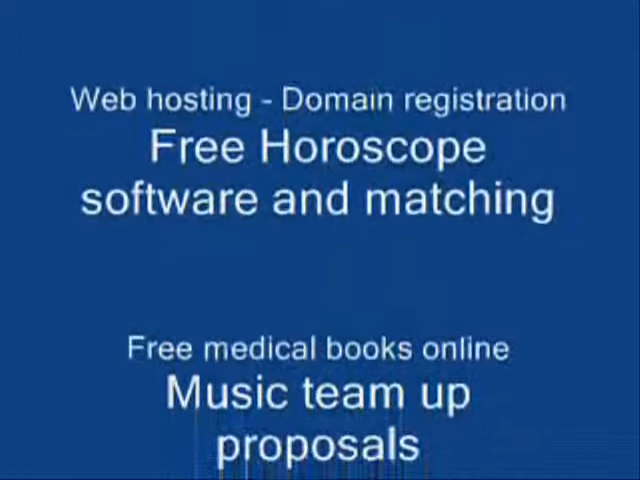 Web hosting - Domain registration
Free Horoscope
software and matching
Free medical books online
Music team up
proposals